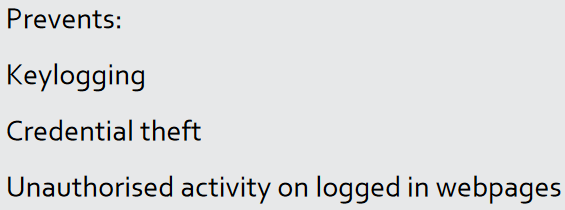 Prevents:
Keylogging
Credential theft
Unauthorised activity on logged in webpages